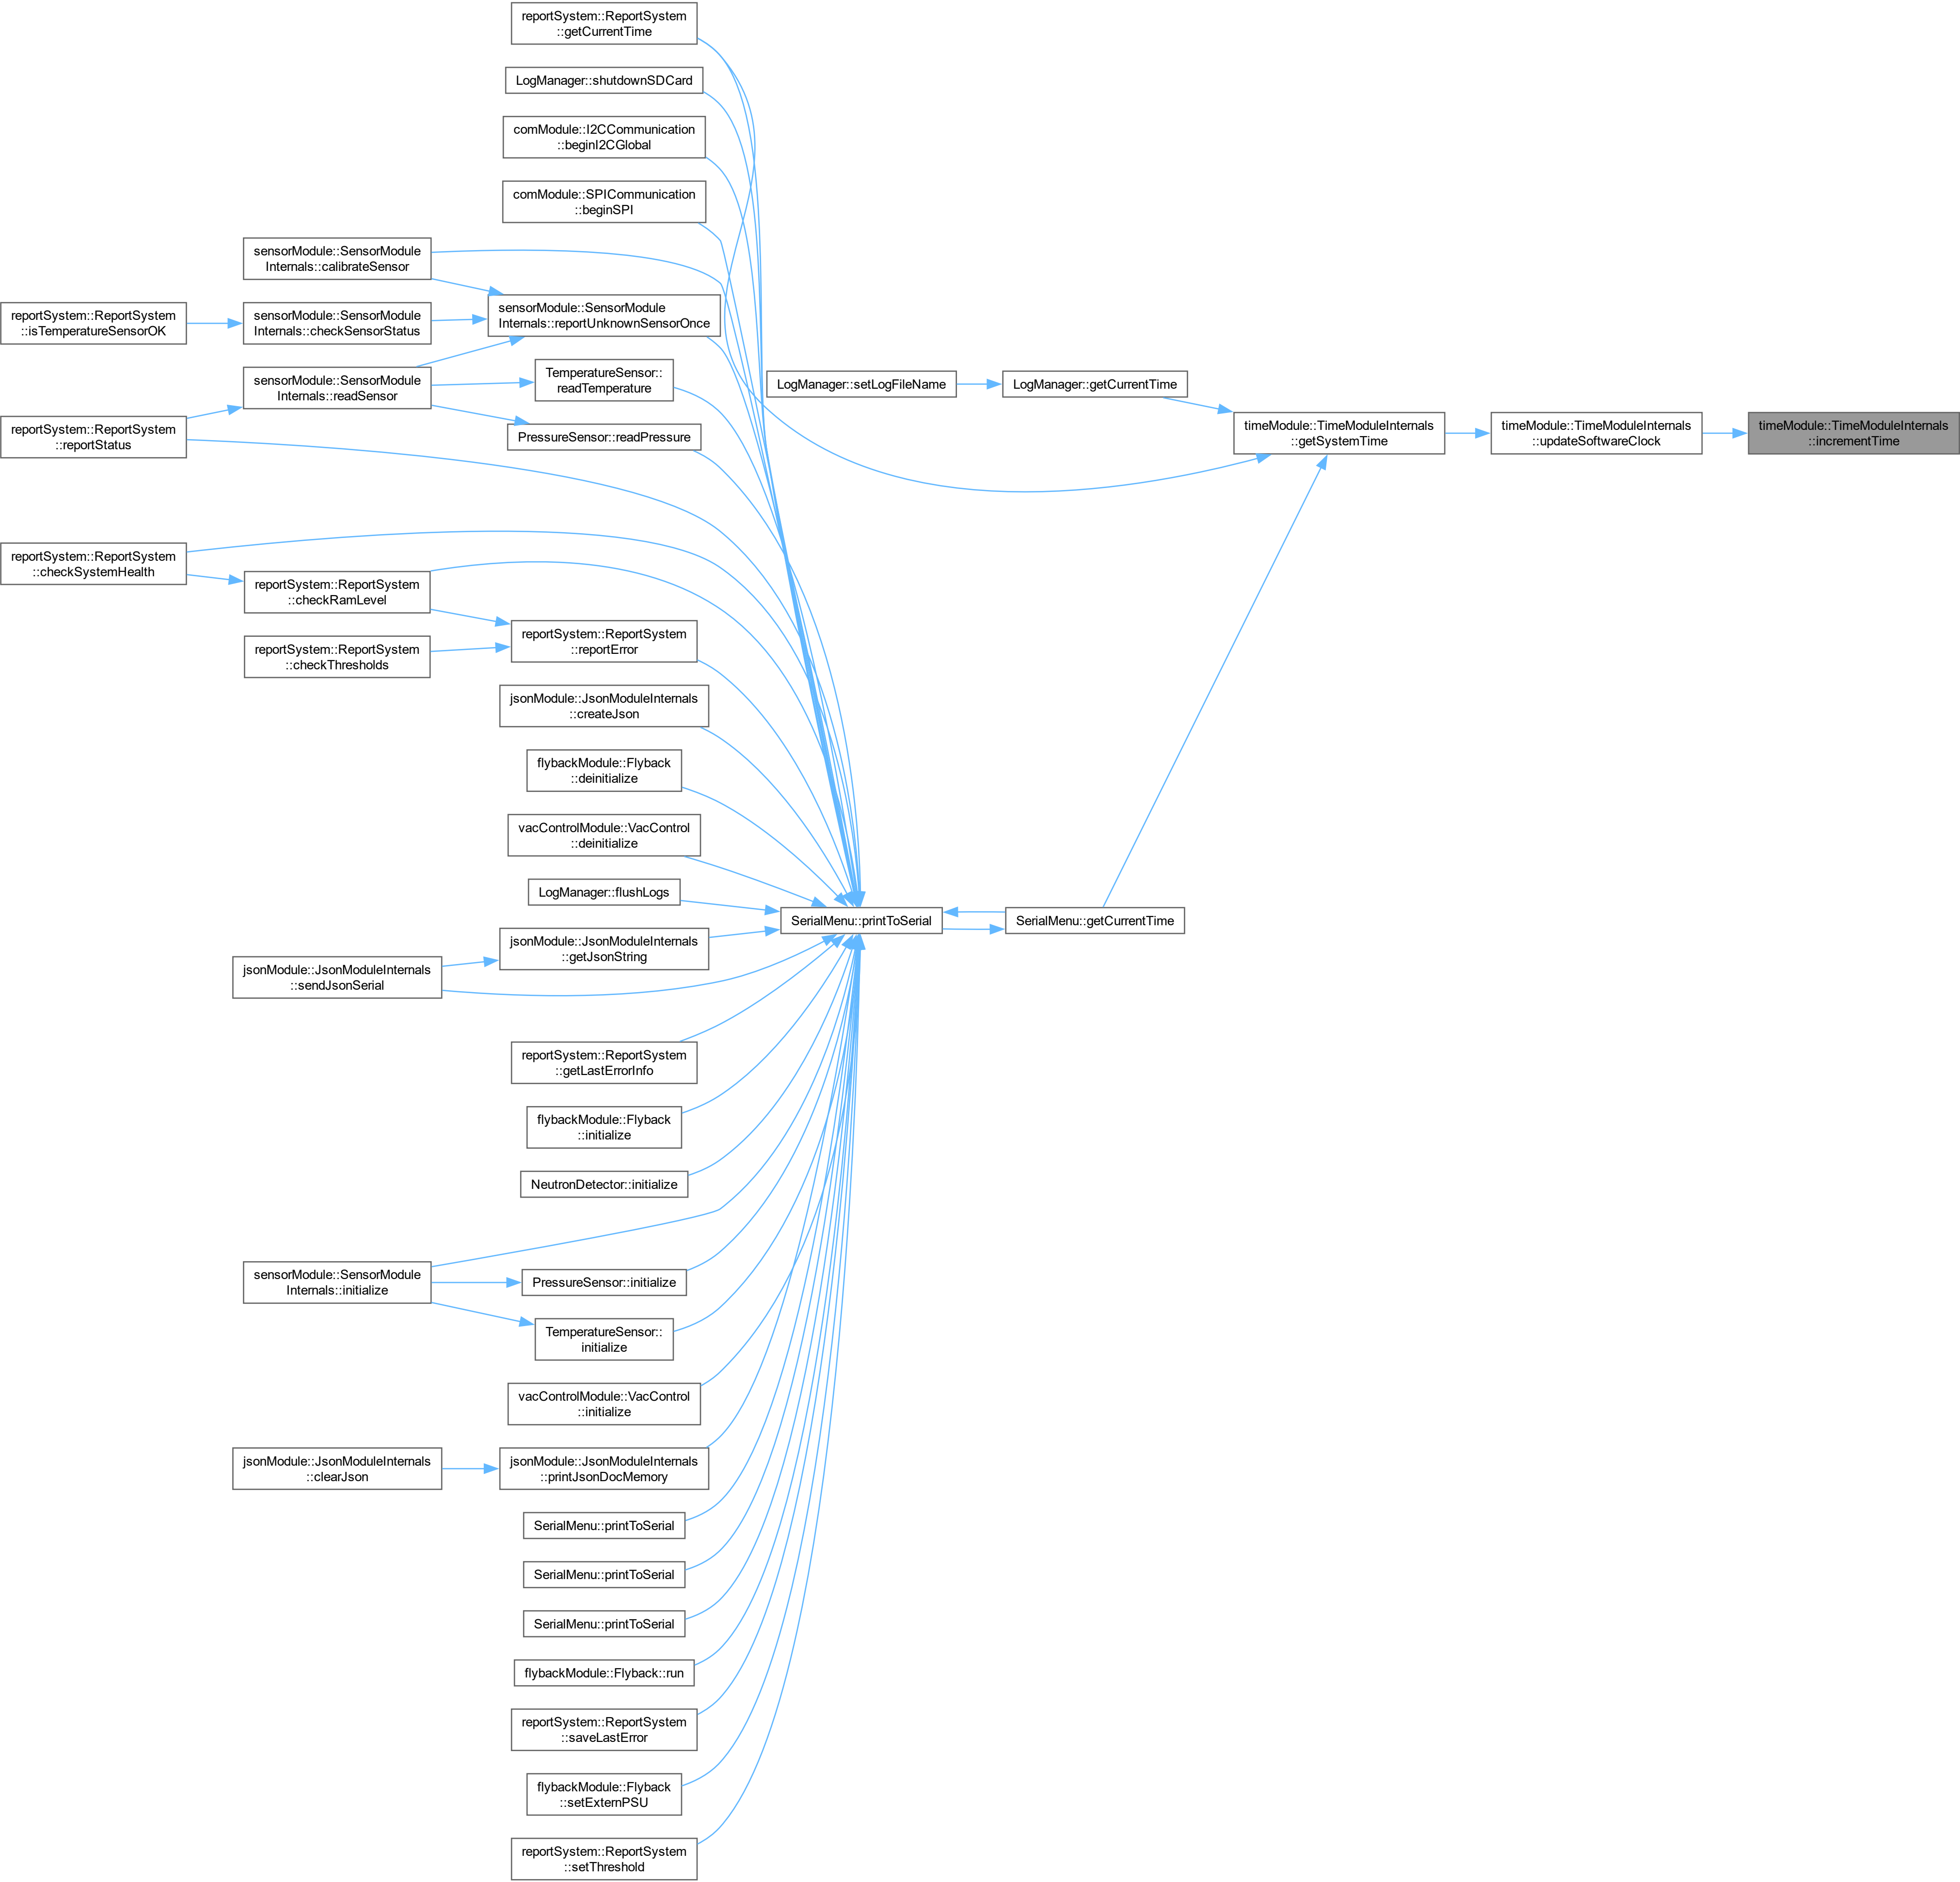 reportSystem::ReportSystem
::getCurrentTime
LogManager::shutdownSDCard
comModule::I2CCommunication
::beginI2CGlobal
comModule::SPICommunication
::beginSPI
sensorModule::SensorModule
Internals::calibrateSensor
reportSystem::ReportSystem
::isTemperatureSensorOK
sensorModule::SensorModule
Internals::checkSensorStatus
sensorModule::SensorModule
Internals::reportUnknownSensorOnce
sensorModule::SensorModule
Internals::readSensor
TemperatureSensor::
readTemperature
LogManager::setLogFileName
LogManager::getCurrentTime
reportSystem::ReportSystem
::reportStatus
PressureSensor::readPressure
timeModule::TimeModuleInternals
::getSystemTime
timeModule::TimeModuleInternals
::updateSoftwareClock
timeModule::TimeModuleInternals
::incrementTime
reportSystem::ReportSystem
::checkSystemHealth
reportSystem::ReportSystem
::checkRamLevel
reportSystem::ReportSystem
::checkThresholds
reportSystem::ReportSystem
::reportError
jsonModule::JsonModuleInternals
::createJson
flybackModule::Flyback
::deinitialize
vacControlModule::VacControl
::deinitialize
LogManager::flushLogs
SerialMenu::printToSerial
SerialMenu::getCurrentTime
jsonModule::JsonModuleInternals
::getJsonString
jsonModule::JsonModuleInternals
::sendJsonSerial
reportSystem::ReportSystem
::getLastErrorInfo
flybackModule::Flyback
::initialize
NeutronDetector::initialize
sensorModule::SensorModule
Internals::initialize
PressureSensor::initialize
TemperatureSensor::
initialize
vacControlModule::VacControl
::initialize
jsonModule::JsonModuleInternals
::clearJson
jsonModule::JsonModuleInternals
::printJsonDocMemory
SerialMenu::printToSerial
SerialMenu::printToSerial
SerialMenu::printToSerial
flybackModule::Flyback::run
reportSystem::ReportSystem
::saveLastError
flybackModule::Flyback
::setExternPSU
reportSystem::ReportSystem
::setThreshold